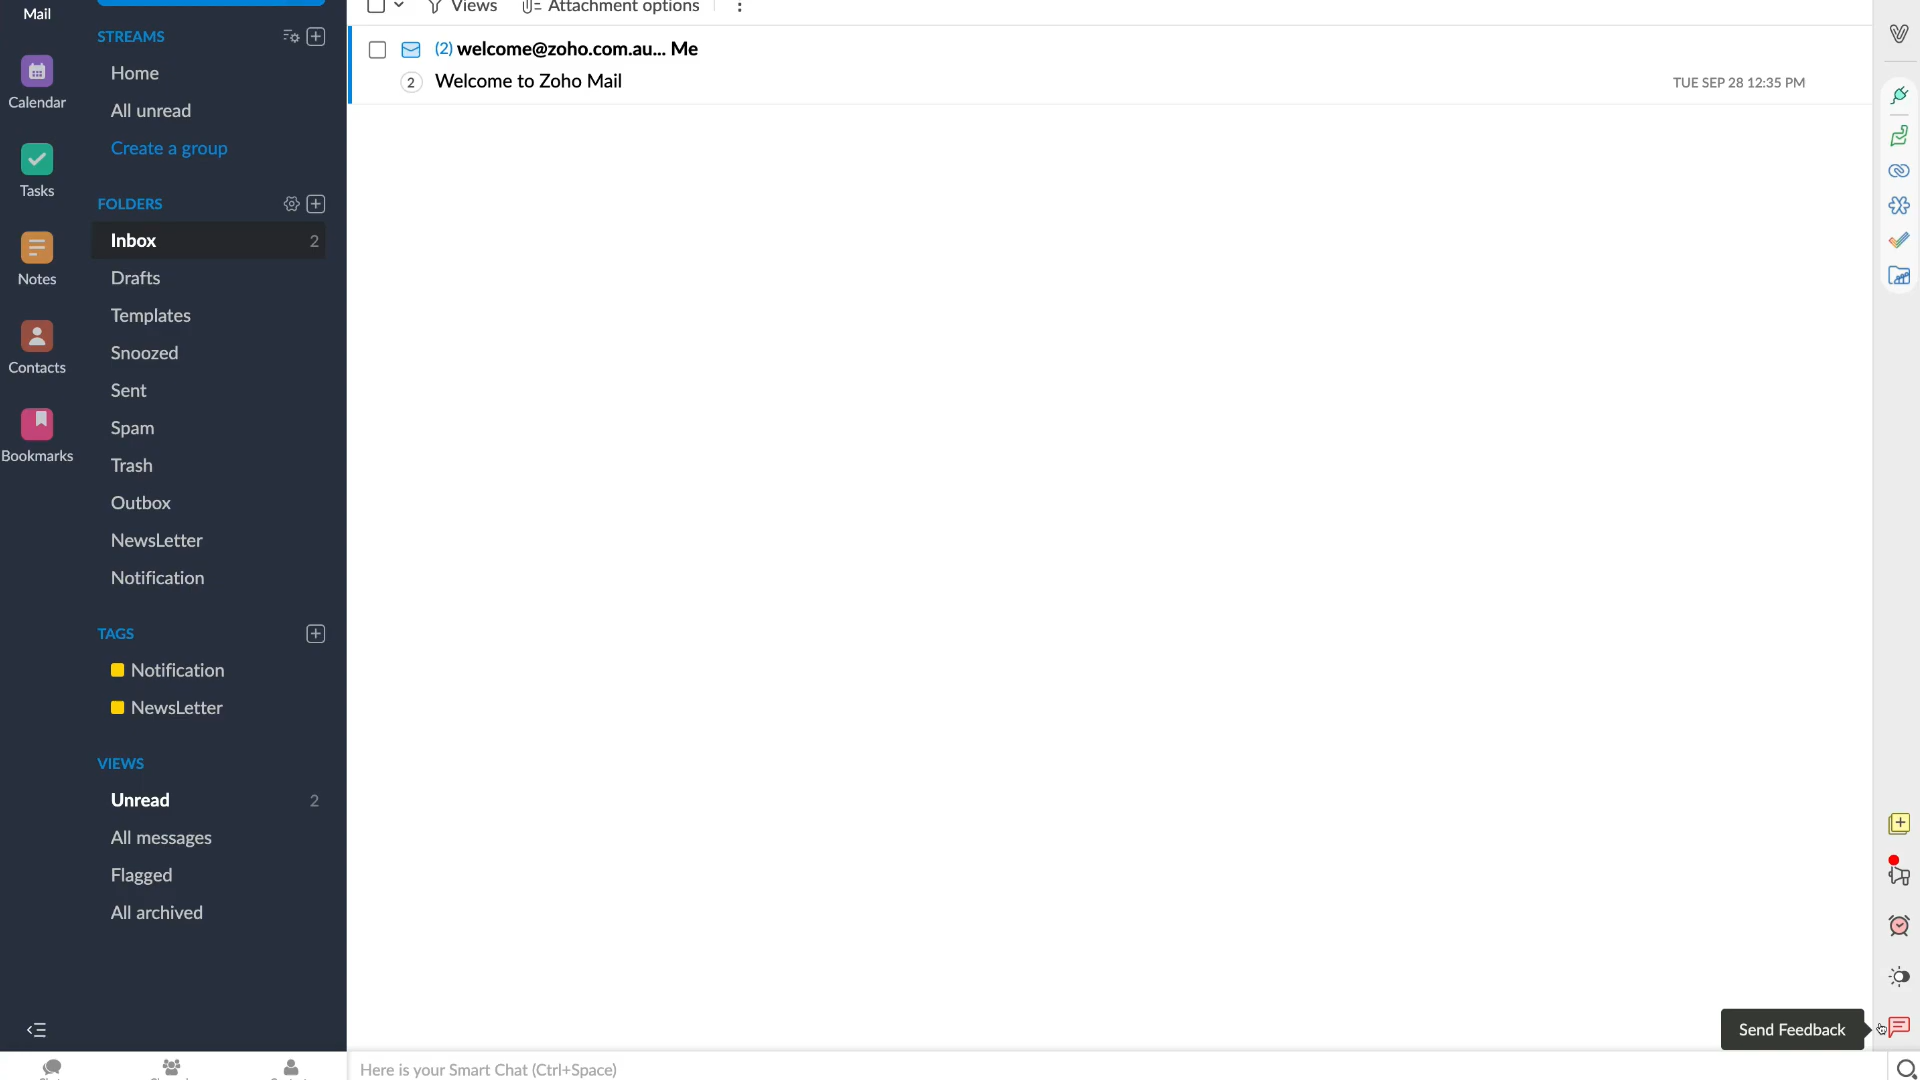 Mail
Calendar
Tasks
Notes
Contacts
Bookmarks
STREAMS
Home
All unread
Create a group
FOLDERS
Inbox 2
Drafts
Templates
Snoozed
Sent
Spam
Trash
Outbox
NewsLetter
Notification
TAGS
Notification
NewsLetter
VIEWS
Unread 2
All messages
Flagged
All archived
Views Attachment options
(2) welcome@zoho.com.au... Me
2 Welcome to Zoho Mail TUE SEP 28 12:35 PM
Send Feedback
Here is your Smart Chat (Ctrl+Space)